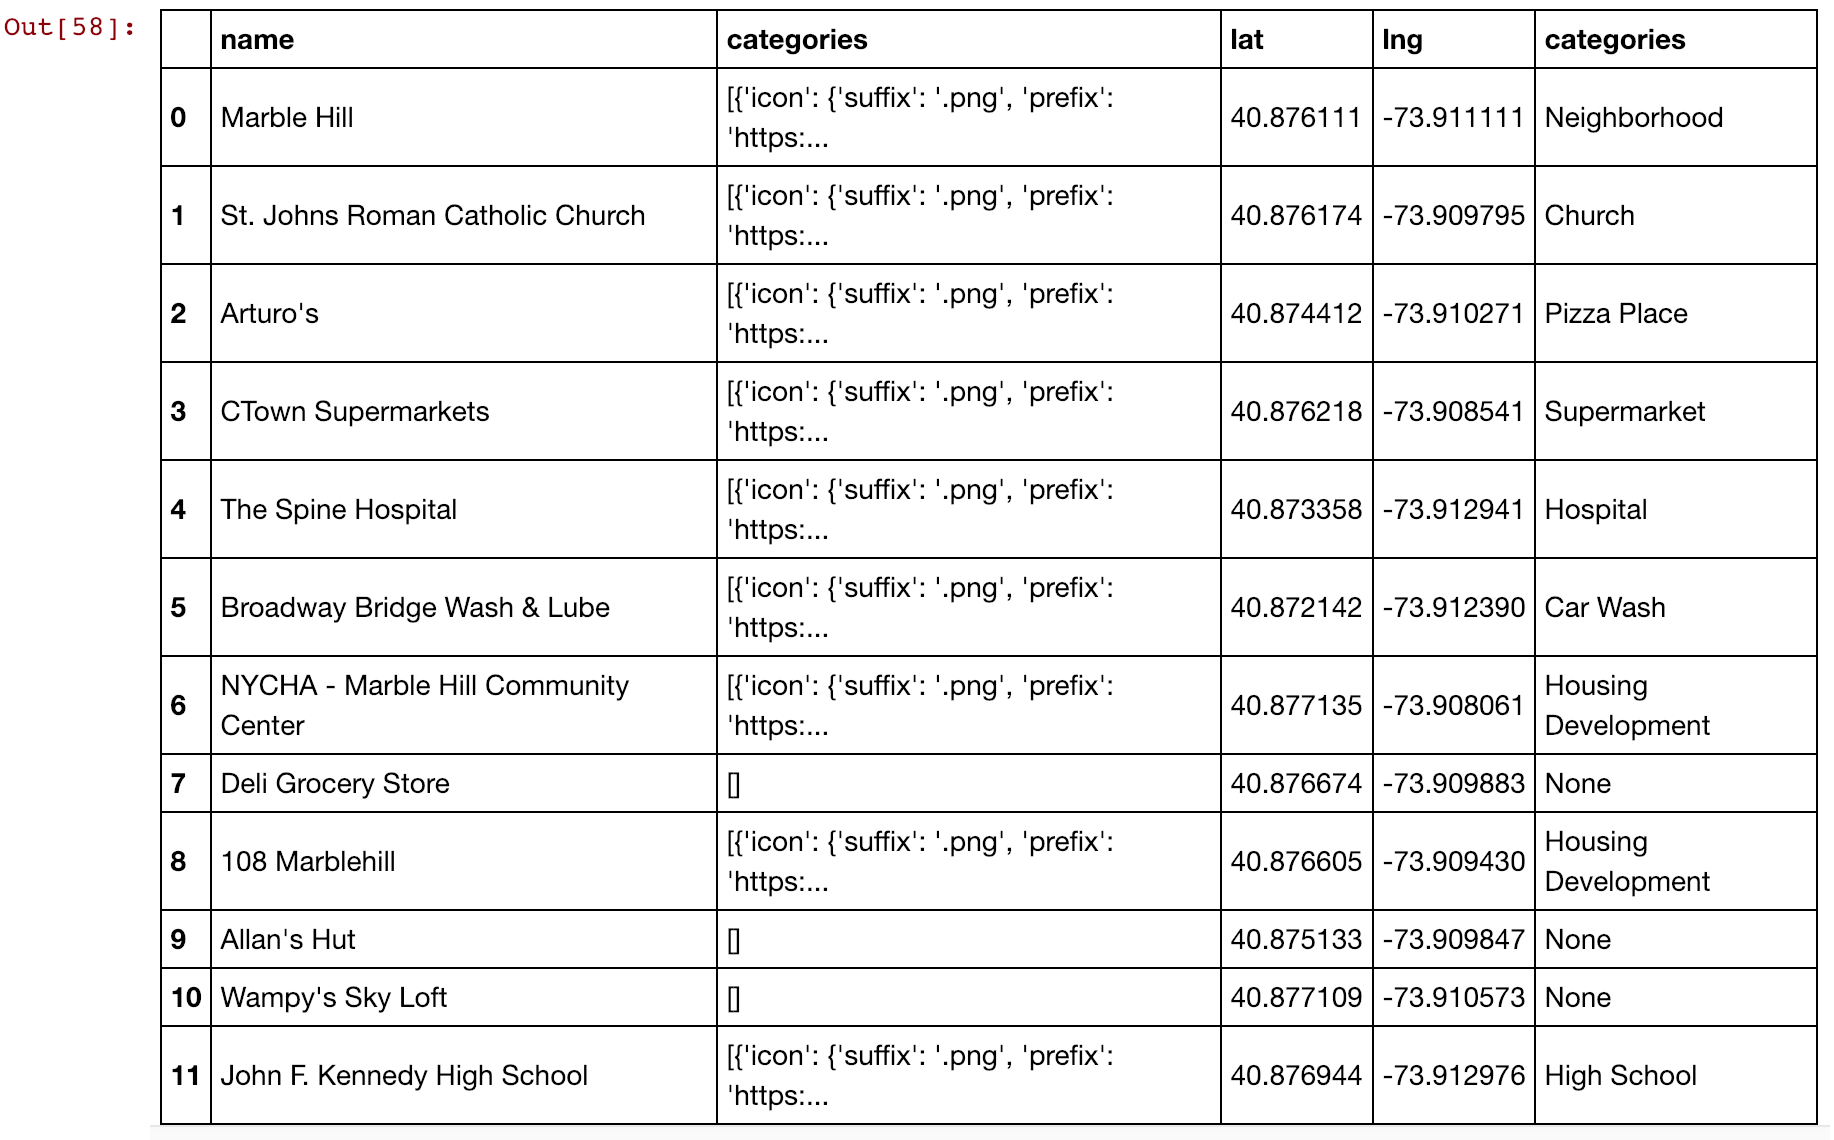 Out[58]:
name categories lat lng categories
0 Marble Hill [{'icon': {'suffix': '.png', 'prefix': 'https:... 40.876111 -73.911111 Neighborhood
1 St. Johns Roman Catholic Church [{'icon': {'suffix': '.png', 'prefix': 'https:... 40.876174 -73.909795 Church
2 Arturo's [{'icon': {'suffix': '.png', 'prefix': 'https:... 40.874412 -73.910271 Pizza Place
3 CTown Supermarkets [{'icon': {'suffix': '.png', 'prefix': 'https:... 40.876218 -73.908541 Supermarket
4 The Spine Hospital [{'icon': {'suffix': '.png', 'prefix': 'https:... 40.873358 -73.912941 Hospital
5 Broadway Bridge Wash & Lube [{'icon': {'suffix': '.png', 'prefix': 'https:... 40.872142 -73.912390 Car Wash
6 NYCHA - Marble Hill Community Center [{'icon': {'suffix': '.png', 'prefix': 'https:... 40.877135 -73.908061 Housing Development
7 Deli Grocery Store [] 40.876674 -73.909883 None
8 108 Marblehill [{'icon': {'suffix': '.png', 'prefix': 'https:... 40.876605 -73.909430 Housing Development
9 Allan's Hut [] 40.875133 -73.909847 None
10 Wampy's Sky Loft [] 40.877109 -73.910573 None
11 John F. Kennedy High School [{'icon': {'suffix': '.png', 'prefix': 'https:... 40.876944 -73.912976 High School